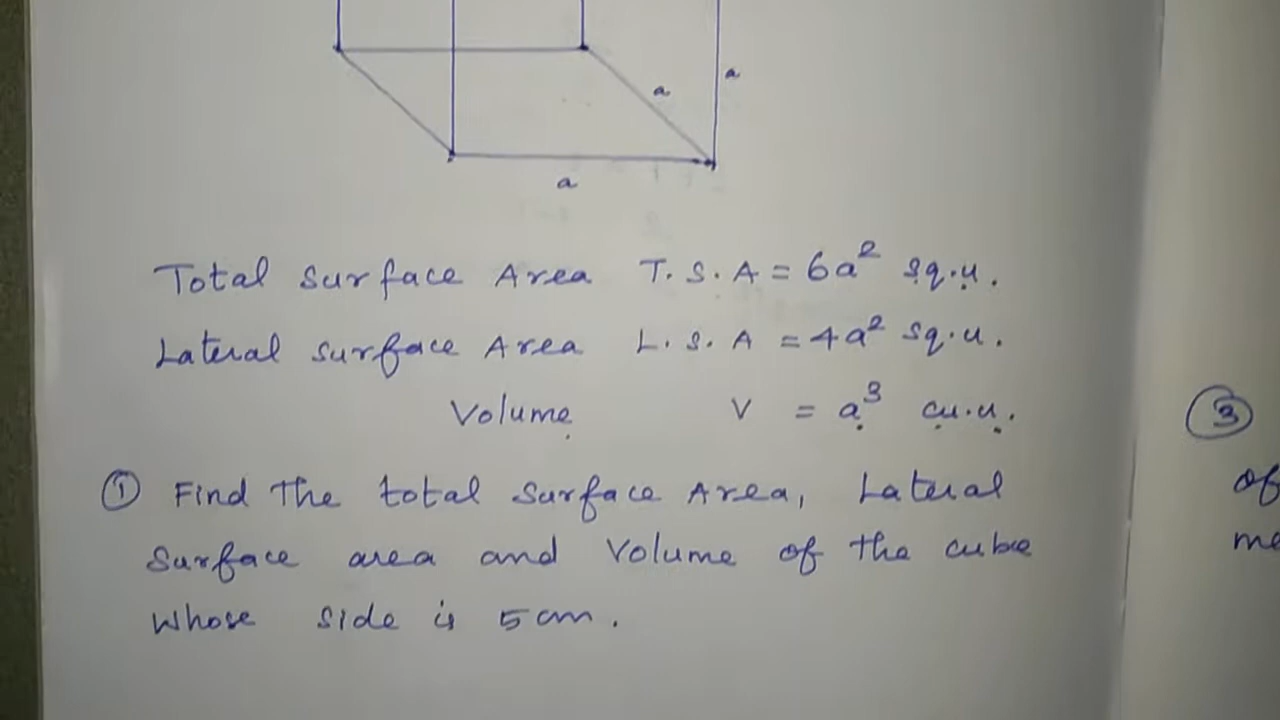 a
a
a
Total Surface Area T.S.A = 6a² sq.u.
Lateral surface Area L.S.A = 4a² sq.u.
Volume V = a³ cu.u.
① Find The total Surface Area, Lateral
Surface area and Volume of the cube
whose side is 5cm.
③
of
me